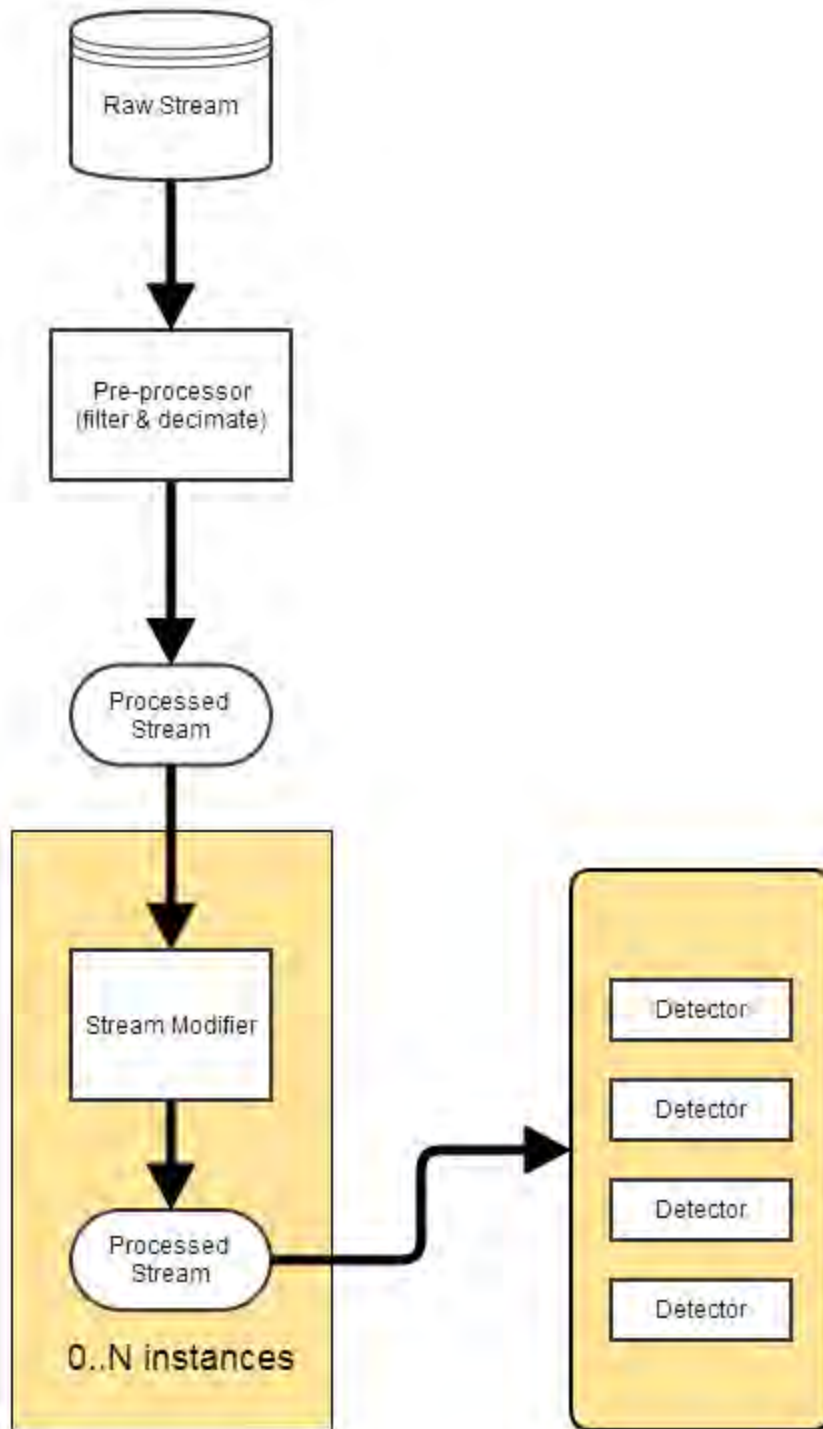 Raw Stream
Pre-processor
(filter & decimate)
Processed
Stream
Stream Modifier
Processed
Stream
0..N instances
Detector
Detector
Detector
Detector